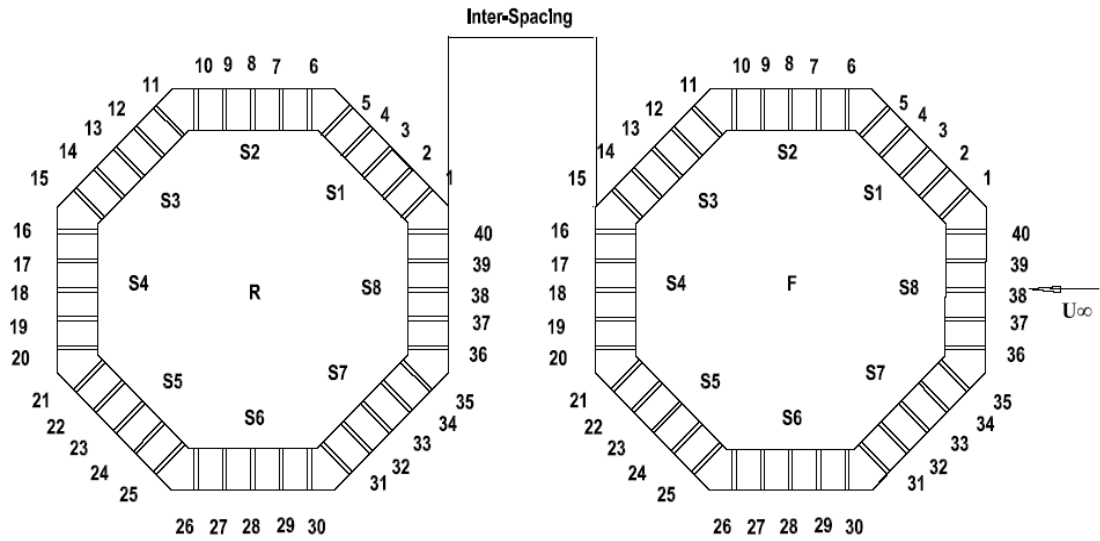 Inter-Spacing
10 9 8 7 6
10 9 8 7 6
11
5
11
5
12
4
12
4
13
3
13
3
14
2
14
2
15
1
15
1
S2
S2
S3
S1
S3
S1
16
40
16
40
17
39
17
39
18
S4
R
S8
38
18
S4
F
S8
38
U∞
19
37
19
37
20
36
20
36
S5
S7
S5
S7
21
35
21
35
22
34
22
34
23
S6
33
23
S6
33
24
32
24
32
25
31
25
31
26 27 28 29 30
26 27 28 29 30